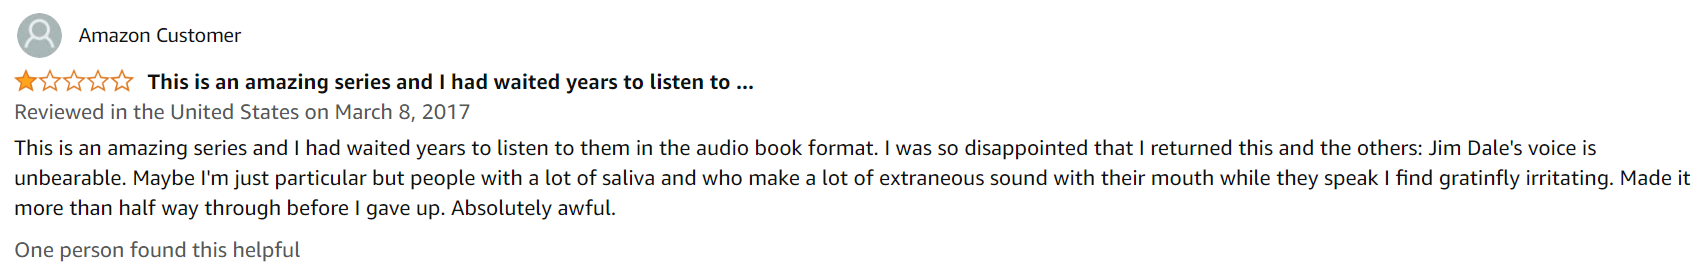 Amazon Customer
This is an amazing series and I had waited years to listen to ...
Reviewed in the United States on March 8, 2017
This is an amazing series and I had waited years to listen to them in the audio book format. I was so disappointed that I returned this and the others: Jim Dale's voice is
unbearable. Maybe I'm just particular but people with a lot of saliva and who make a lot of extraneous sound with their mouth while they speak I find gratinfly irritating. Made it
more than half way through before I gave up. Absolutely awful.
One person found this helpful